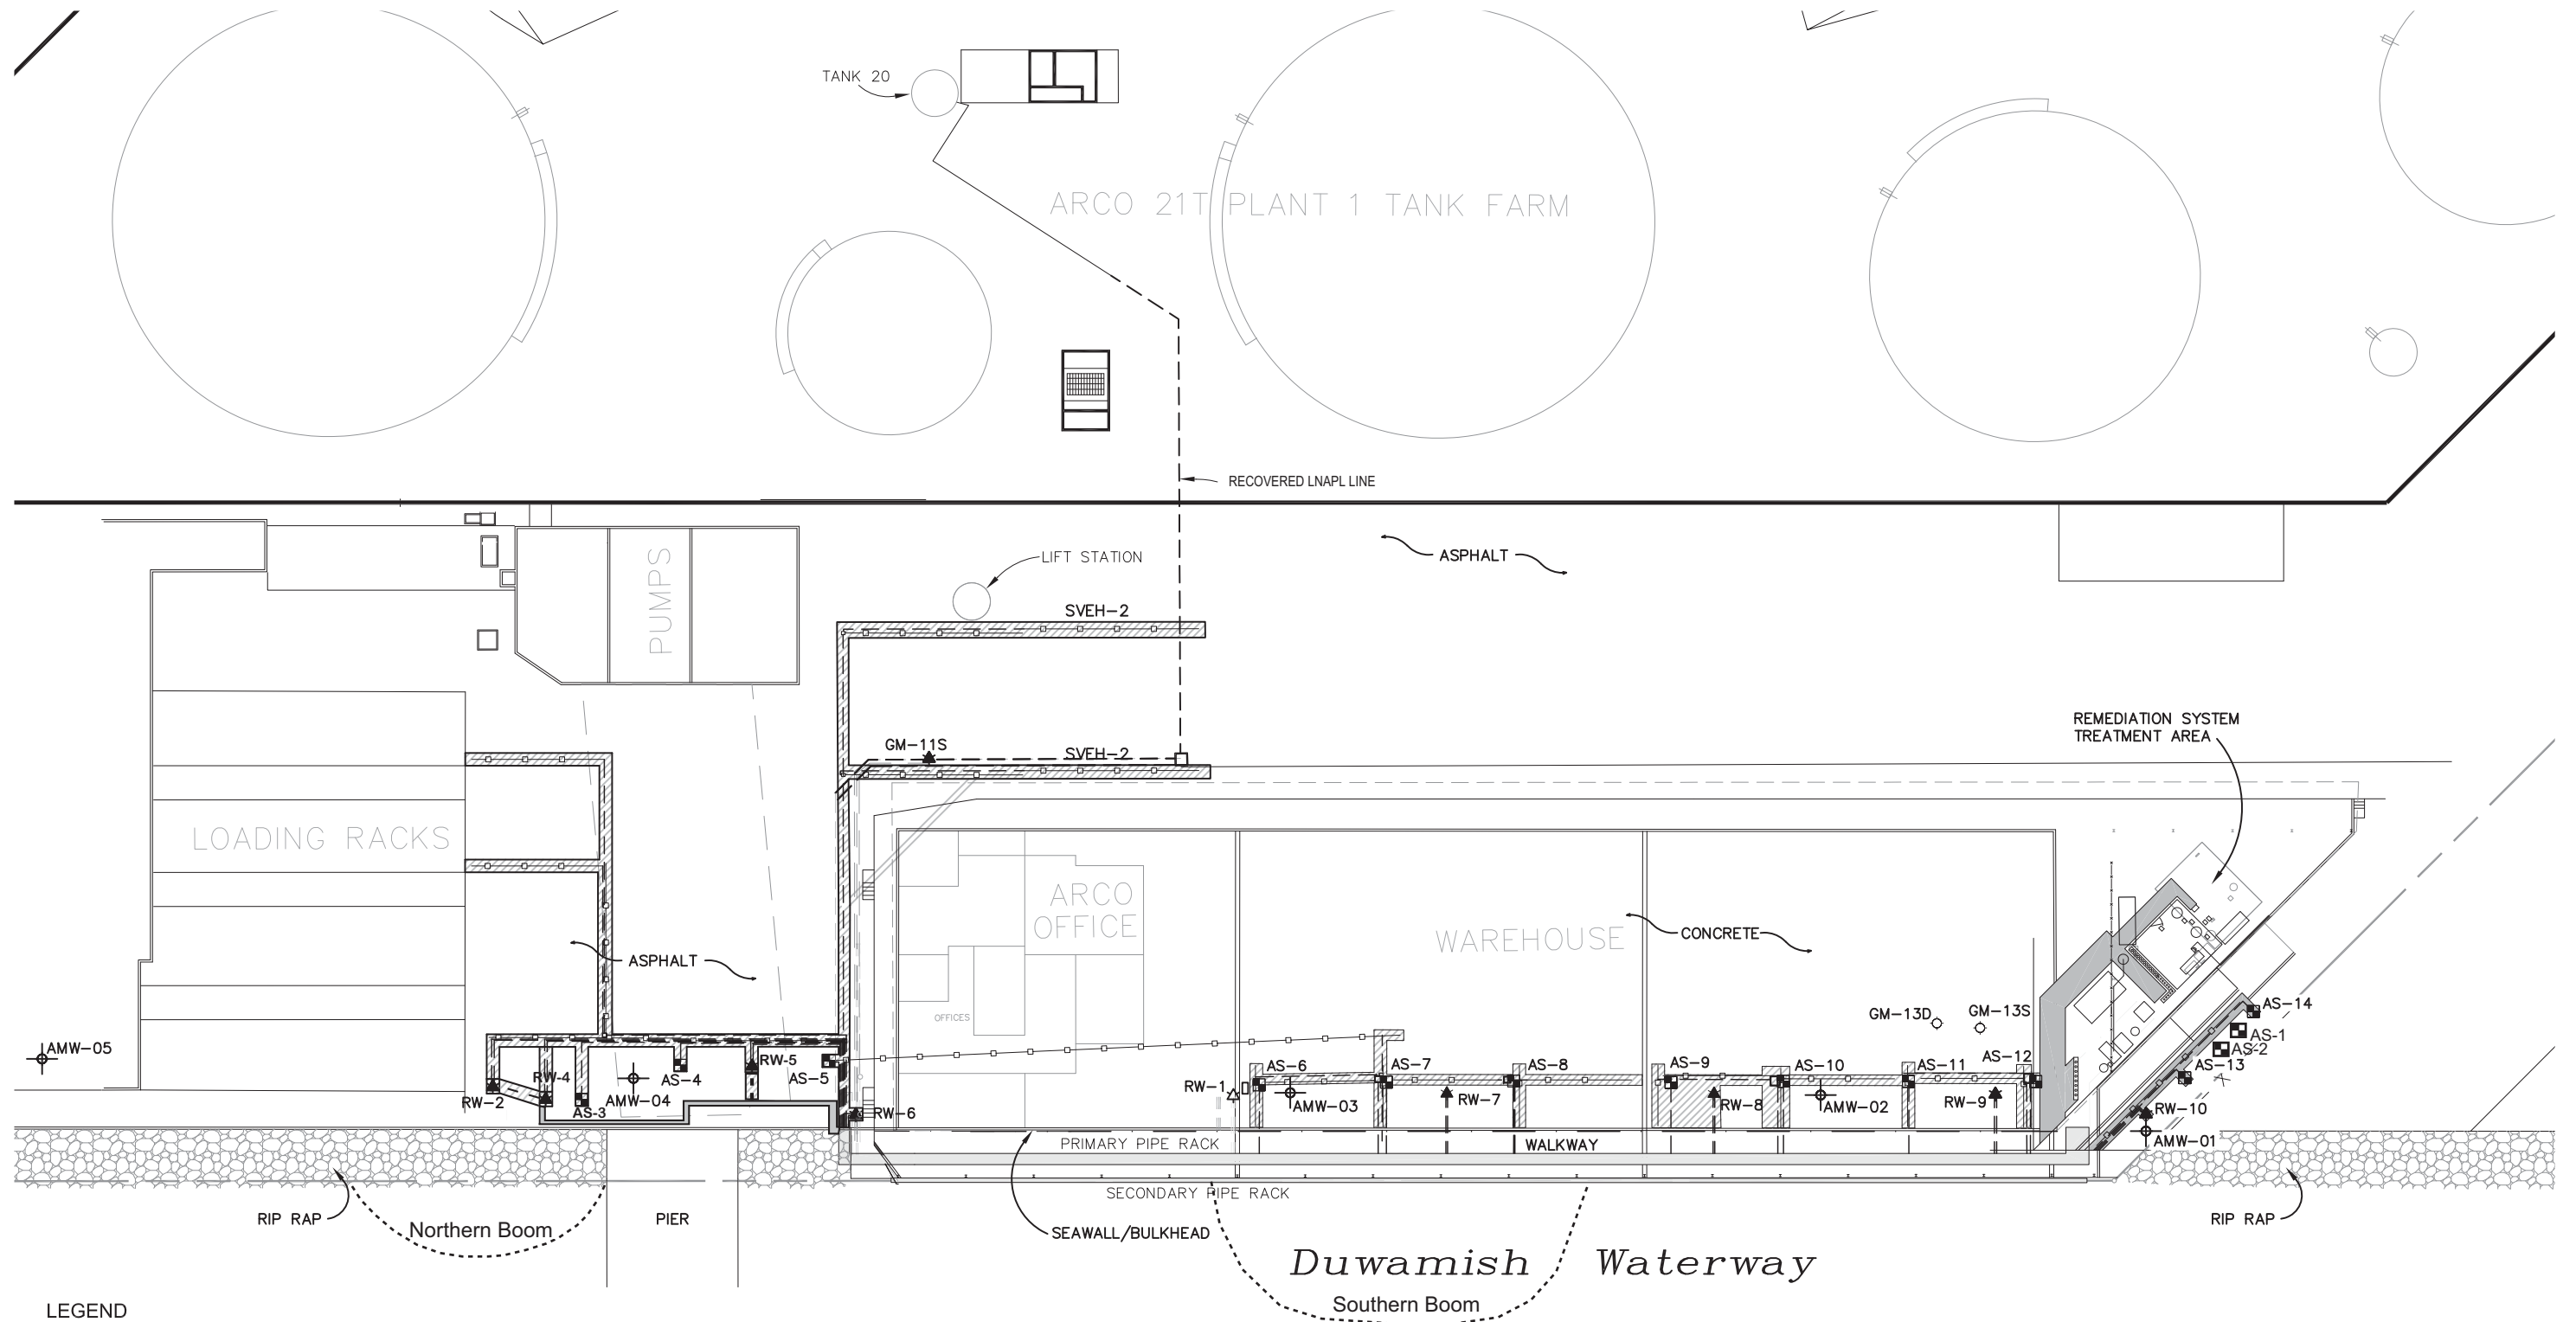 TANK 20
ARCO 21T PLANT 1 TANK FARM
RECOVERED LNAPL LINE
LIFT STATION
ASPHALT
PUMPS
SVEH-2
GM-11S
SVEH-2
REMEDIATION SYSTEM
TREATMENT AREA
LOADING RACKS
ARCO
OFFICE
WAREHOUSE
CONCRETE
ASPHALT
OFFICES
GM-13D
GM-13S
AS-14
AS-1
AS-2
AS-13
AMW-05
RW-4
RW-5
AS-4
AS-5
RW-2
AS-3
AMW-04
RW-6
RW-1
AS-6
AMW-03
AS-7
RW-7
AS-8
AS-9
RW-8
AS-10
AMW-02
AS-11
RW-9
AS-12
RW-10
AMW-01
PRIMARY PIPE RACK
WALKWAY
SECONDARY PIPE RACK
RIP RAP
Northern Boom
PIER
SEAWALL/BULKHEAD
RIP RAP
Duwamish Waterway
Southern Boom
LEGEND